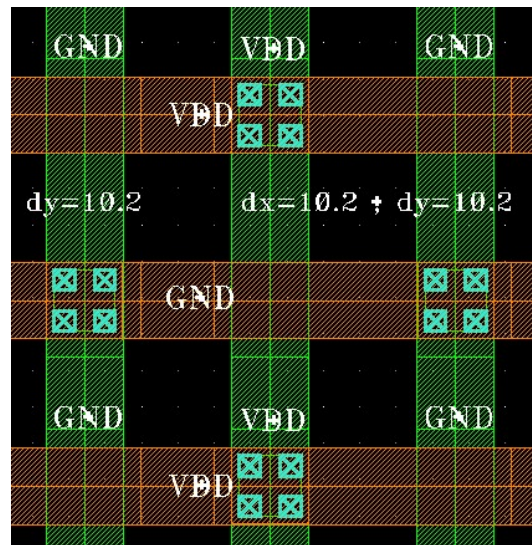 GND VDD GND
VDD
dy=10.2 dx=10.2 ; dy=10.2
GND
GND VDD GND
VDD